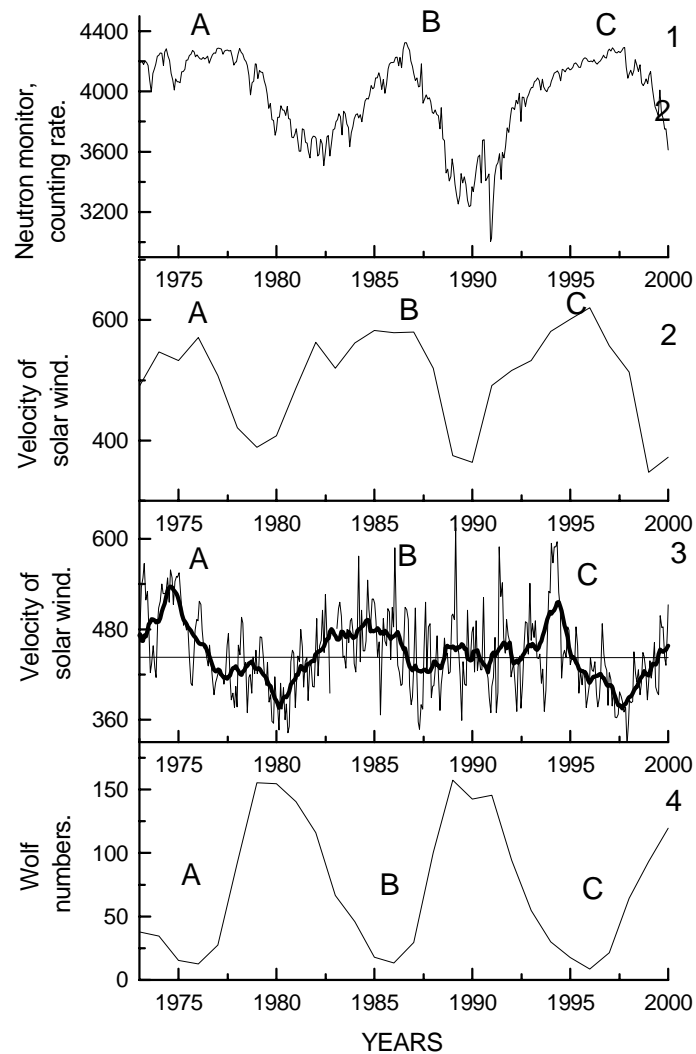 A B C 1
4400
4000
3600
3200
Neutron monitor,
counting rate.
2
1975 1980 1985 1990 1995 2000
A B C 2
600
400
Velocity of
solar wind.
1975 1980 1985 1990 1995 2000
A B C 3
600
480
360
Velocity of
solar wind.
1975 1980 1985 1990 1995 2000
4
150
100
50
0
Wolf
numbers.
A B C
1975 1980 1985 1990 1995 2000
YEARS